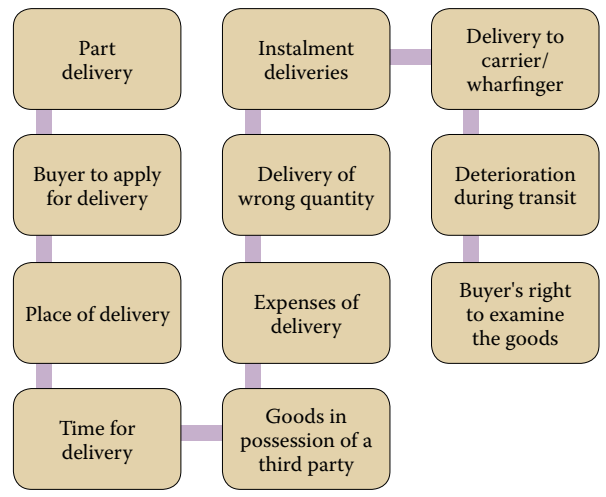 Part
delivery
Buyer to apply
for delivery
Place of delivery
Time for
delivery
Goods in
possession of a
third party
Expenses of
delivery
Delivery of
wrong quantity
Instalment
deliveries
Delivery to
carrier/
wharfinger
Deterioration
during transit
Buyer's right
to examine
the goods